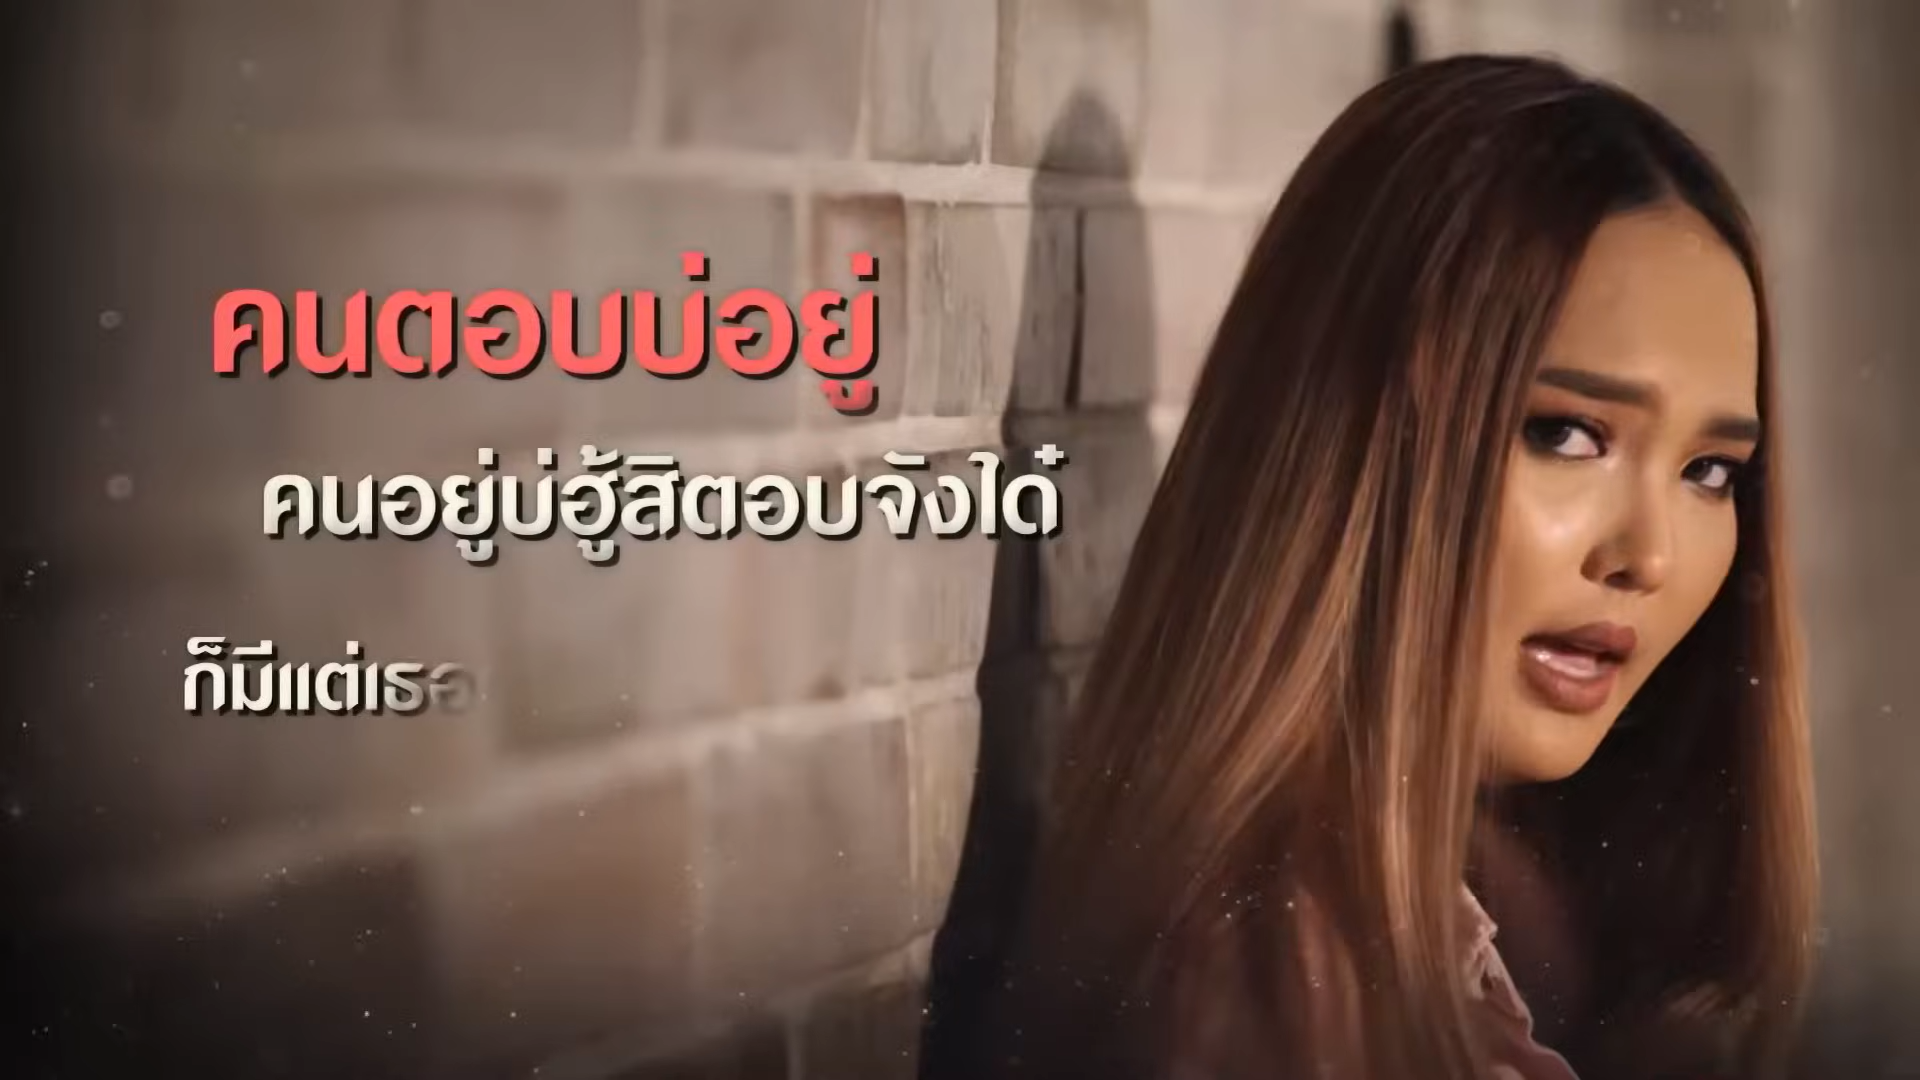 คนตอบบ่อยู่
คนอยู่บ่ฮู้สิตอบจังได๋
ก็มีแต่เธอ